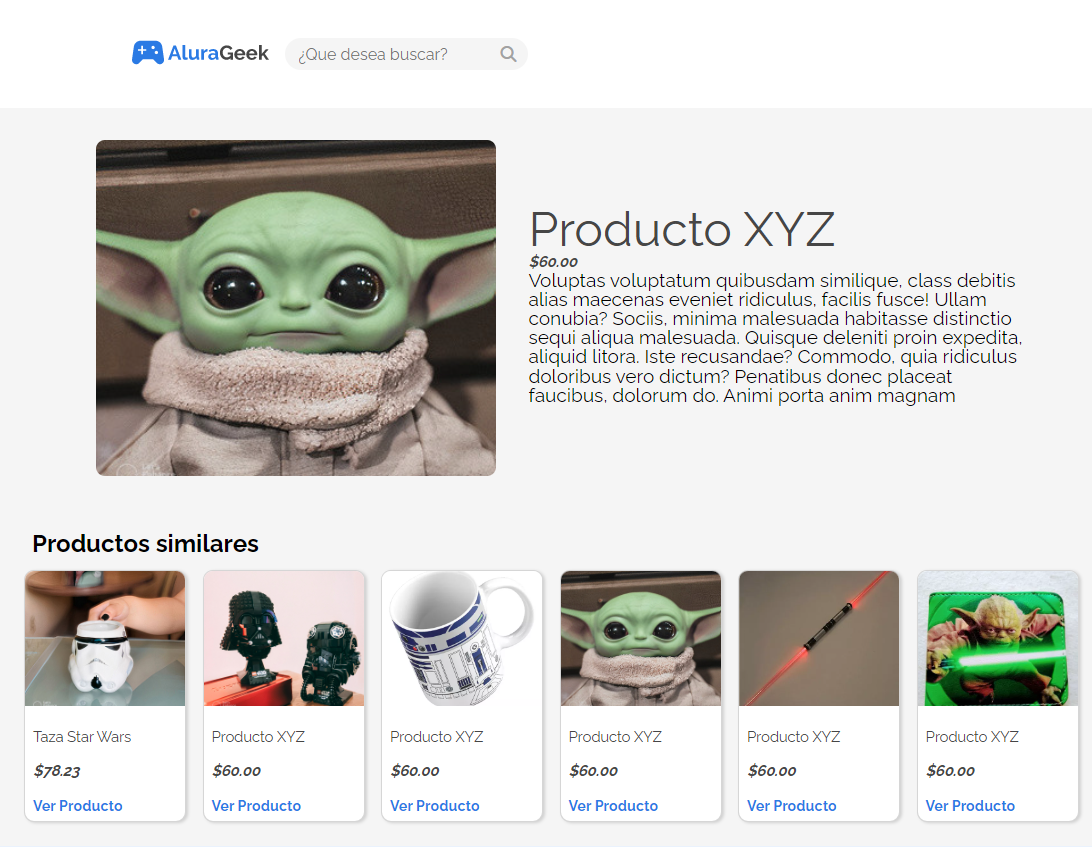 AluraGeek
¿Que desea buscar?
Producto XYZ
$60.00
Voluptas voluptatum quibusdam similique, class debitis
alias maecenas eveniet ridiculus, facilis fusce! Ullam
conubia? Sociis, minima malesuada habitasse distinctio
sequi aliqua malesuada. Quisque deleniti proin expedita,
aliquid litora. Iste recusandae? Commodo, quia ridiculus
doloribus vero dictum? Penatibus donec placeat
faucibus, dolorum do. Animi porta anim magnam
Productos similares
Taza Star Wars
$78.23
Ver Producto
Producto XYZ
$60.00
Ver Producto
Producto XYZ
$60.00
Ver Producto
Producto XYZ
$60.00
Ver Producto
Producto XYZ
$60.00
Ver Producto
Producto XYZ
$60.00
Ver Producto